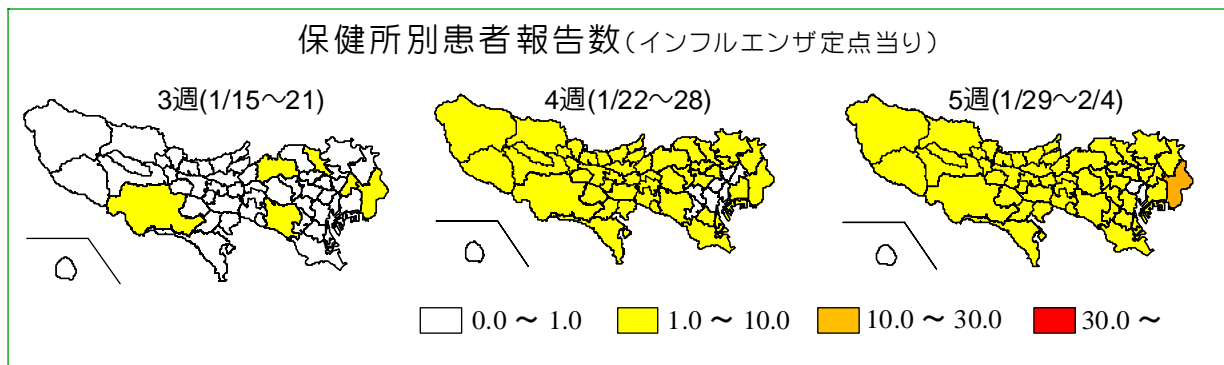 保健所別患者報告数(インフルエンザ定点当り)
3週(1/15～21)
4週(1/22～28)
5週(1/29～2/4)
0.0 ～ 1.0
1.0 ～ 10.0
10.0 ～ 30.0
30.0 ～